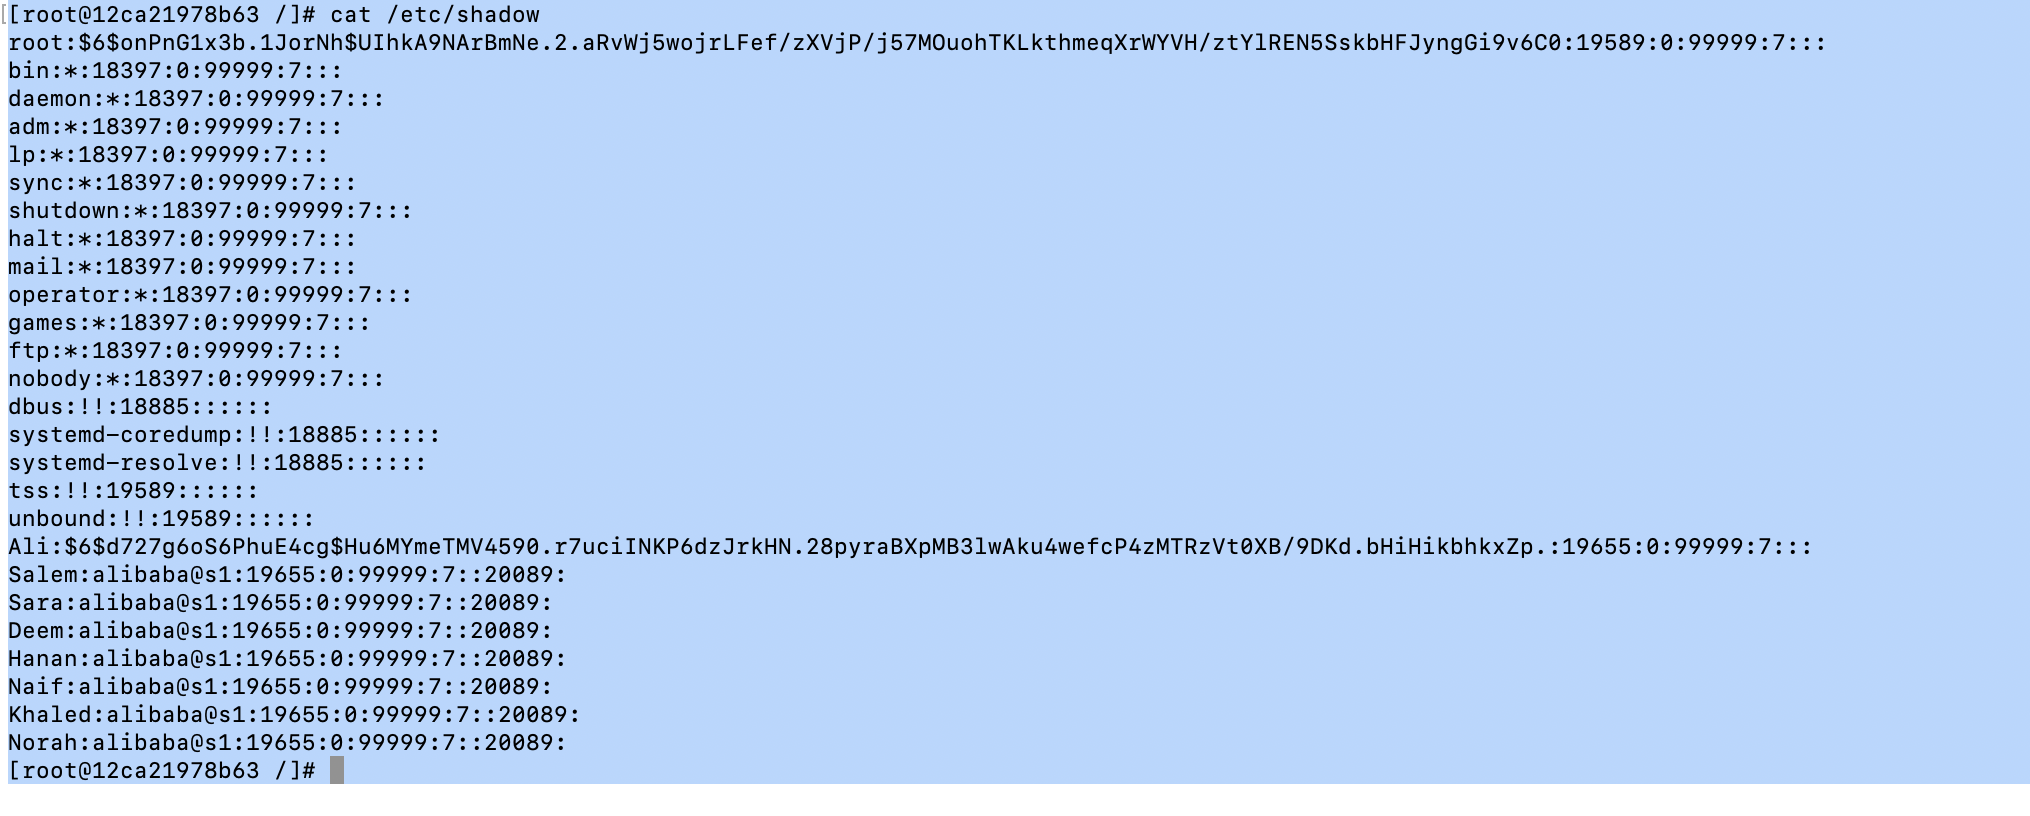 [root@12ca21978b63 /]# cat /etc/shadow
root:$6$onPnG1x3b.1JorNh$UIhkA9NArBmNe.2.aRvWj5wojrLFef/zXVjP/j57MOuohTKLkthmeqXrWYVH/ztYlREN5SskbHFJyngGi9v6C0:19589:0:99999:7:::
bin:*:18397:0:99999:7:::
daemon:*:18397:0:99999:7:::
adm:*:18397:0:99999:7:::
lp:*:18397:0:99999:7:::
sync:*:18397:0:99999:7:::
shutdown:*:18397:0:99999:7:::
halt:*:18397:0:99999:7:::
mail:*:18397:0:99999:7:::
operator:*:18397:0:99999:7:::
games:*:18397:0:99999:7:::
ftp:*:18397:0:99999:7:::
nobody:*:18397:0:99999:7:::
dbus:!!:18885::::::
systemd-coredump:!!:18885::::::
systemd-resolve:!!:18885::::::
tss:!!:19589::::::
unbound:!!:19589::::::
Ali:$6$d727g6oS6PhuE4cg$Hu6MYmeTMV4590.r7uciINKP6dzJrkHN.28pyraBXpMB3lwAku4wefcP4zMTRzVt0XB/9DKd.bHiHikbhkxZp.:19655:0:99999:7:::
Salem:alibaba@s1:19655:0:99999:7::20089:
Sara:alibaba@s1:19655:0:99999:7::20089:
Deem:alibaba@s1:19655:0:99999:7::20089:
Hanan:alibaba@s1:19655:0:99999:7::20089:
Naif:alibaba@s1:19655:0:99999:7::20089:
Khaled:alibaba@s1:19655:0:99999:7::20089:
Norah:alibaba@s1:19655:0:99999:7::20089:
[root@12ca21978b63 /]#